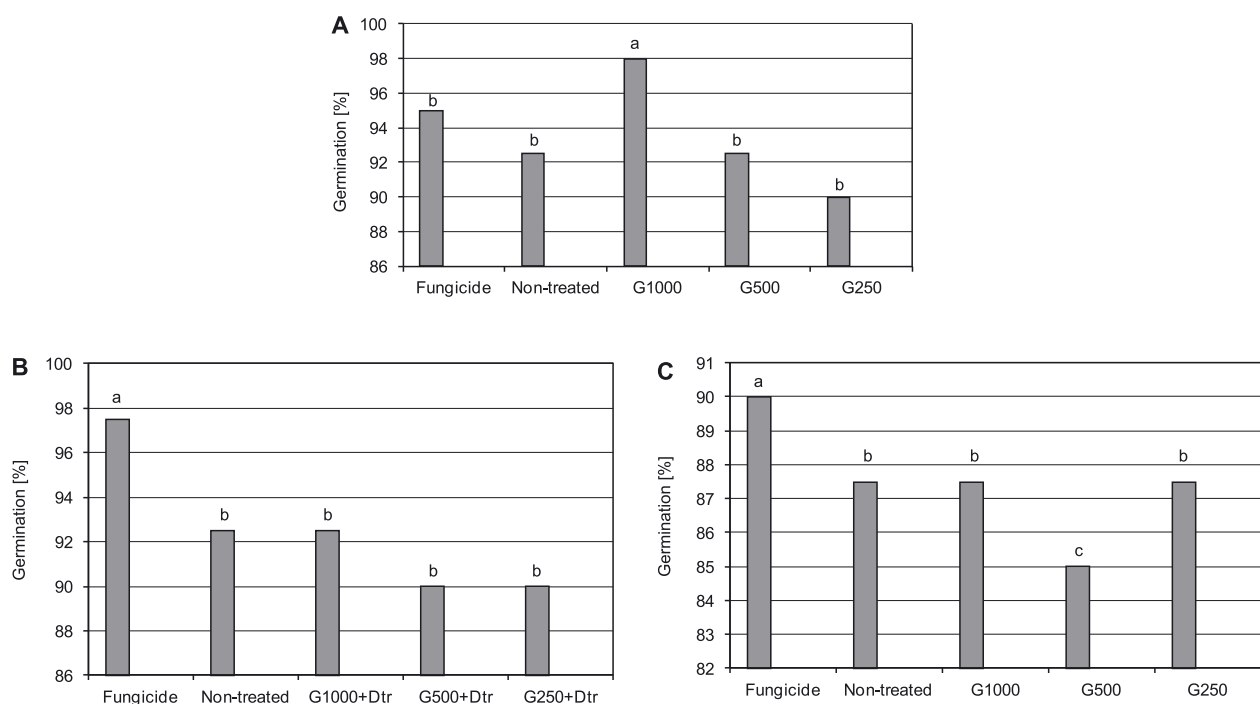 A
Germination [%]
100
98
96
94
92
90
88
86
b
b
a
b
b
Fungicide Non-treated G1000 G500 G250
B
Germination [%]
100
98
96
94
92
90
88
86
a
b
b
b
b
Fungicide Non-treated G1000+Dtr G500+Dtr G250+Dtr
C
Germination [%]
91
90
89
88
87
86
85
84
83
82
a
b
b
c
b
Fungicide Non-treated G1000 G500 G250